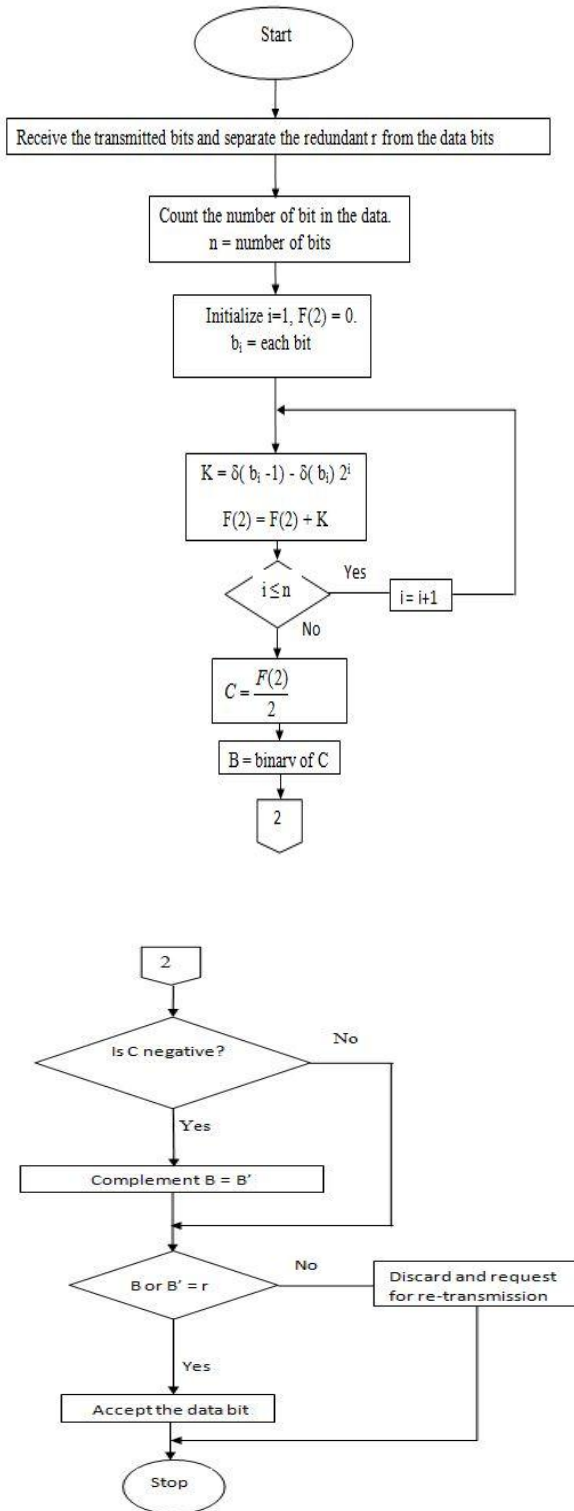 Start
Receive the transmitted bits and separate the redundant r from the data bits
Count the number of bit in the data.
n = number of bits
Initialize i=1, F(2) = 0.
bᵢ = each bit
K = δ( bᵢ -1) - δ( bᵢ) 2ⁱ
F(2) = F(2) + K
i ≤ n
Yes
i = i+1
No
C = F(2)/2
B = binary of C
2
2
Is C negative?
No
Yes
Complement B = B’
B or B’ = r
No
Discard and request
for re-transmission
Yes
Accept the data bit
Stop